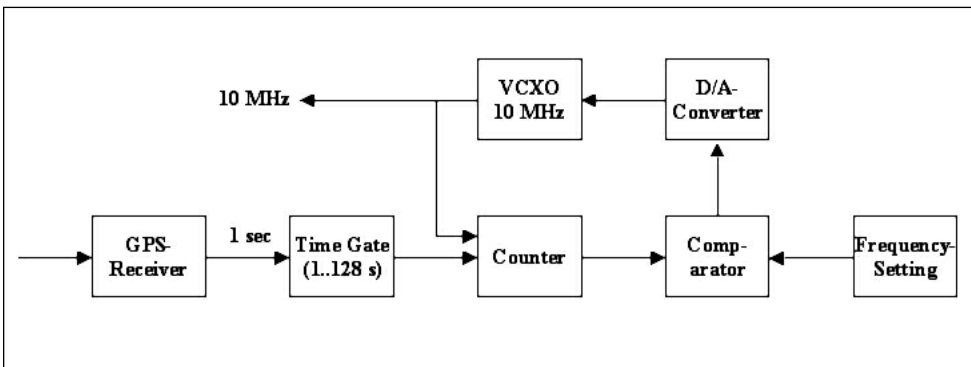 10 MHz
VCXO
10 MHz
D/A-
Converter
GPS-
Receiver
1 sec
Time Gate
(1..128 s)
Counter
Comp-
arator
Frequency-
Setting